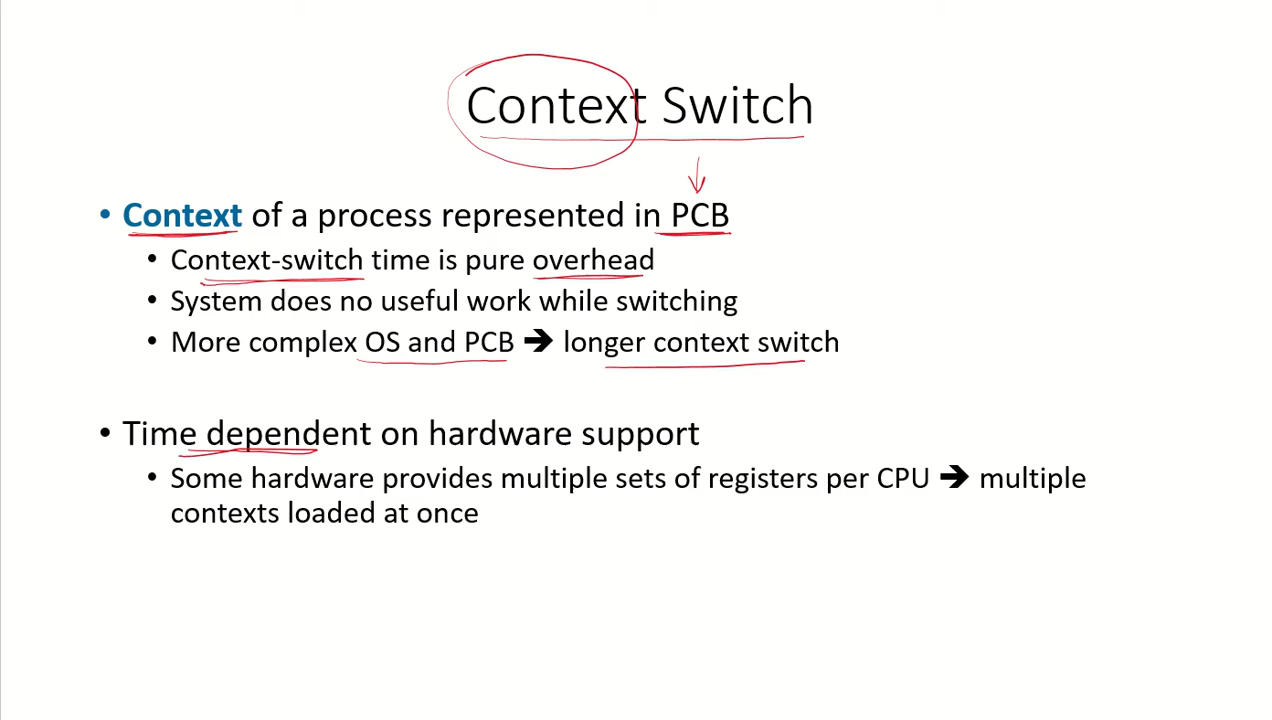 Context Switch
• Context of a process represented in PCB
• Context-switch time is pure overhead
• System does no useful work while switching
• More complex OS and PCB → longer context switch
• Time dependent on hardware support
• Some hardware provides multiple sets of registers per CPU → multiple
contexts loaded at once